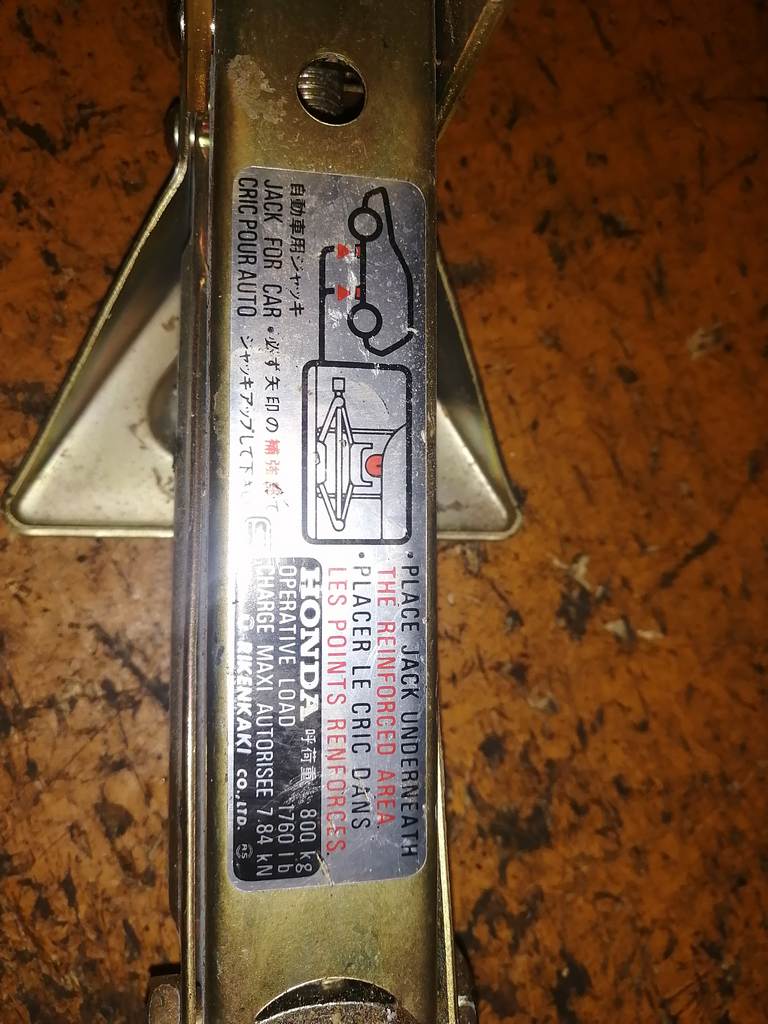 自動車用ジャッキ
JACK FOR CAR
CRIC POUR AUTO
•必ず矢印の補強
ジャッキアップして下
• PLACE JACK UNDERNEATH
THE REINFORCED AREA.
• PLACER LE CRIC DANS
LES POINTS RENFORCES.
HONDA 呼荷重 800 kg
OPERATIVE LOAD 1760 lb
CHARGE MAXI AUTORISEE 7.84 kN
RIKENKAKI CO.,LTD.